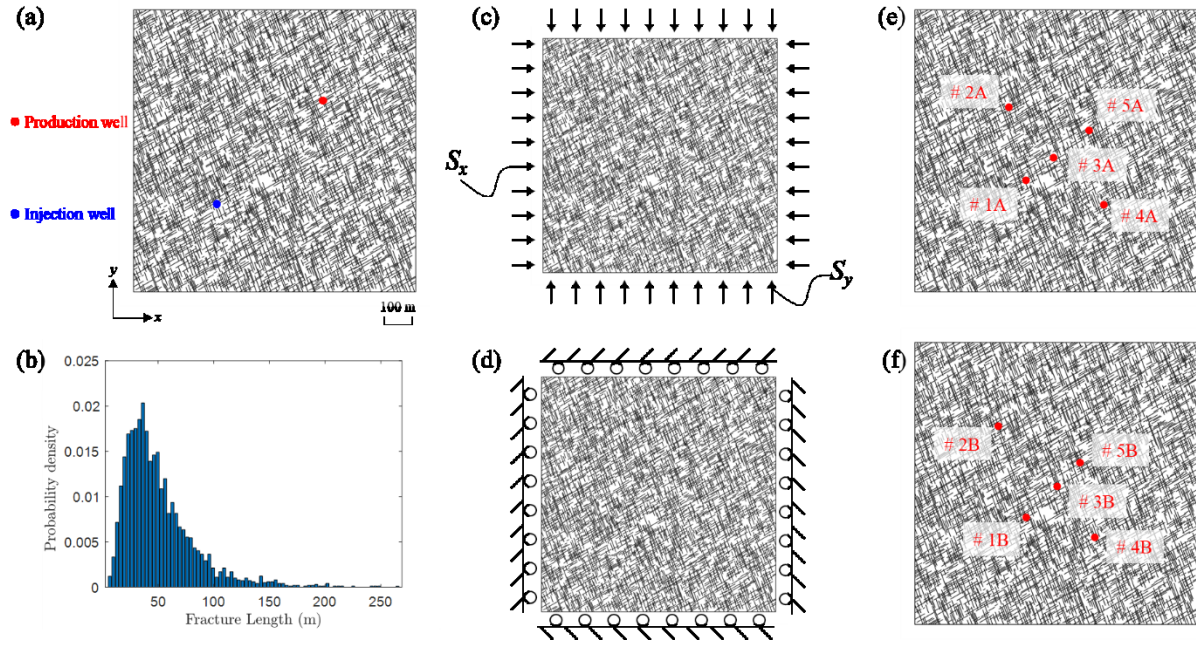 (a)
Production well
Injection well
y
x
100 m
(b)
0.025
0.02
0.015
0.01
0.005
0
50
100
150
200
250
Probability density
Fracture Length (m)
(c)
Sx
Sy
(d)
(e)
# 2A
# 5A
# 3A
# 1A
# 4A
(f)
# 2B
# 5B
# 3B
# 1B
# 4B